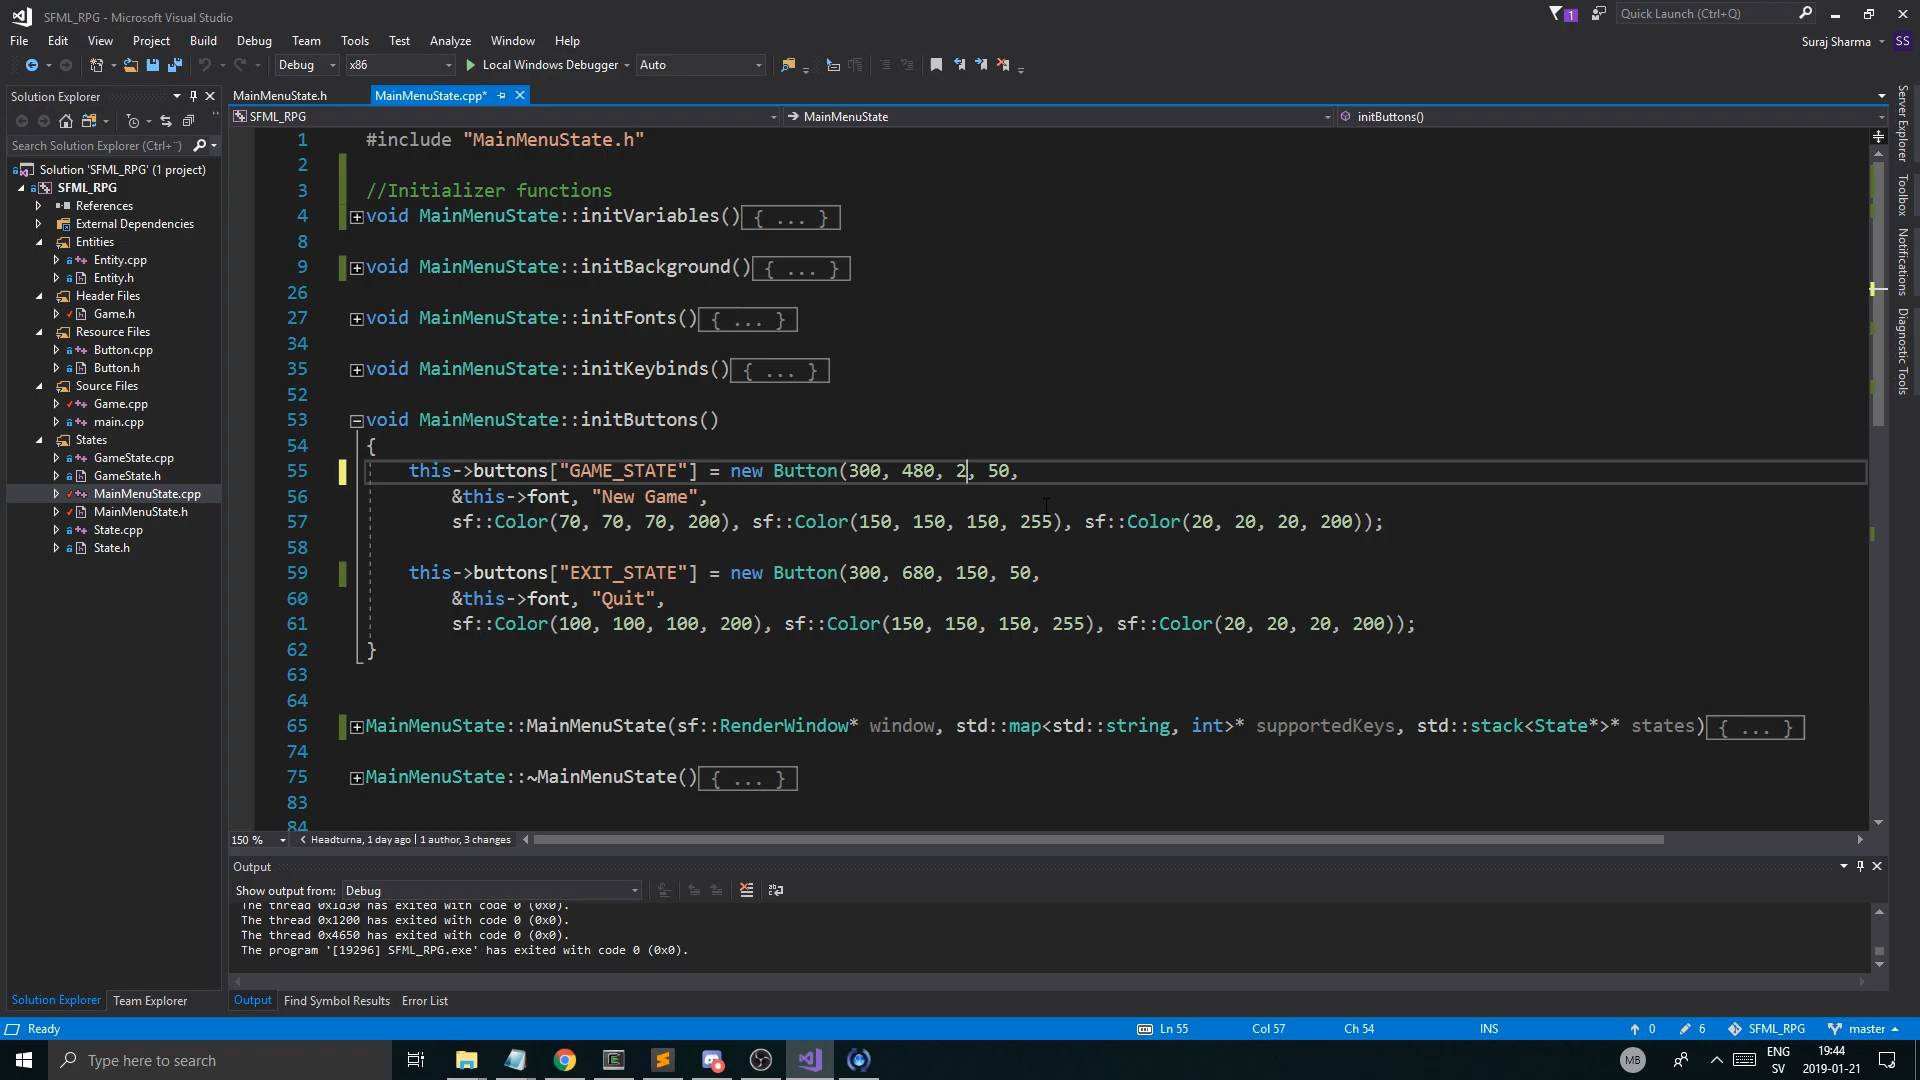 SFML_RPG - Microsoft Visual Studio
1
Quick Launch (Ctrl+Q)
File Edit View Project Build Debug Team Tools Test Analyze Window Help
Suraj Sharma SS
Debug x86 Local Windows Debugger Auto
Solution Explorer
MainMenuState.h MainMenuState.cpp*
SFML_RPG MainMenuState initButtons()
Search Solution Explorer (Ctrl+¨)
Solution 'SFML_RPG' (1 project)
SFML_RPG
References
External Dependencies
Entities
Entity.cpp
Entity.h
Header Files
Game.h
Resource Files
Button.cpp
Button.h
Source Files
Game.cpp
main.cpp
States
GameState.cpp
GameState.h
MainMenuState.cpp
MainMenuState.h
State.cpp
State.h
Solution Explorer Team Explorer
1 #include "MainMenuState.h"
2
3 //Initializer functions
4 void MainMenuState::initVariables(){ ... }
8
9 void MainMenuState::initBackground(){ ... }
26
27 void MainMenuState::initFonts(){ ... }
34
35 void MainMenuState::initKeybinds(){ ... }
52
53 void MainMenuState::initButtons()
54 {
55 this->buttons["GAME_STATE"] = new Button(300, 480, 2, 50,
56 &this->font, "New Game",
57 sf::Color(70, 70, 70, 200), sf::Color(150, 150, 150, 255), sf::Color(20, 20, 20, 200));
58
59 this->buttons["EXIT_STATE"] = new Button(300, 680, 150, 50,
60 &this->font, "Quit",
61 sf::Color(100, 100, 100, 200), sf::Color(150, 150, 150, 255), sf::Color(20, 20, 20, 200));
62 }
63
64
65 MainMenuState::MainMenuState(sf::RenderWindow* window, std::map<std::string, int>* supportedKeys, std::stack<State*>* states){ ... }
74
75 MainMenuState::~MainMenuState(){ ... }
83
84
150 % Headturna, 1 day ago | 1 author, 3 changes
Server Explorer
Toolbox
Notifications
Diagnostic Tools
Output
Show output from: Debug
The thread 0x1d30 has exited with code 0 (0x0).
The thread 0x1200 has exited with code 0 (0x0).
The thread 0x4650 has exited with code 0 (0x0).
The program '[19296] SFML_RPG.exe' has exited with code 0 (0x0).
Output Find Symbol Results Error List
Ready Ln 55 Col 57 Ch 54 INS 0 6 SFML_RPG master
Type here to search
MB
ENG
SV
19:44
2019-01-21